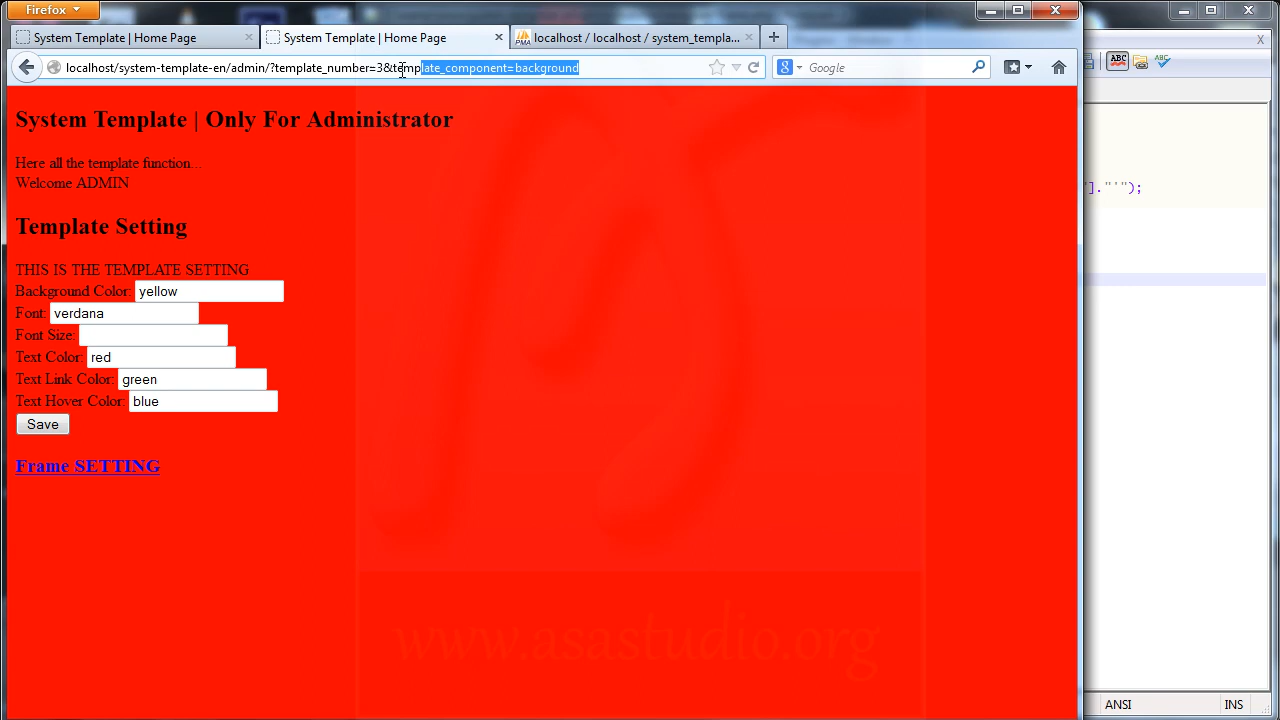 Firefox
System Template | Home Page
System Template | Home Page
PMA
localhost / localhost / system_templa...
localhost/system-template-en/admin/?template_number=3&template_component=background
Google
System Template | Only For Administrator
Here all the template function...
Welcome ADMIN
Template Setting
THIS IS THE TEMPLATE SETTING
Background Color: yellow
Font: verdana
Font Size:
Text Color: red
Text Link Color: green
Text Hover Color: blue
Save
Frame SETTING
www.asastudio.org
X
ABC
ABC
]."'");
ANSI
INS